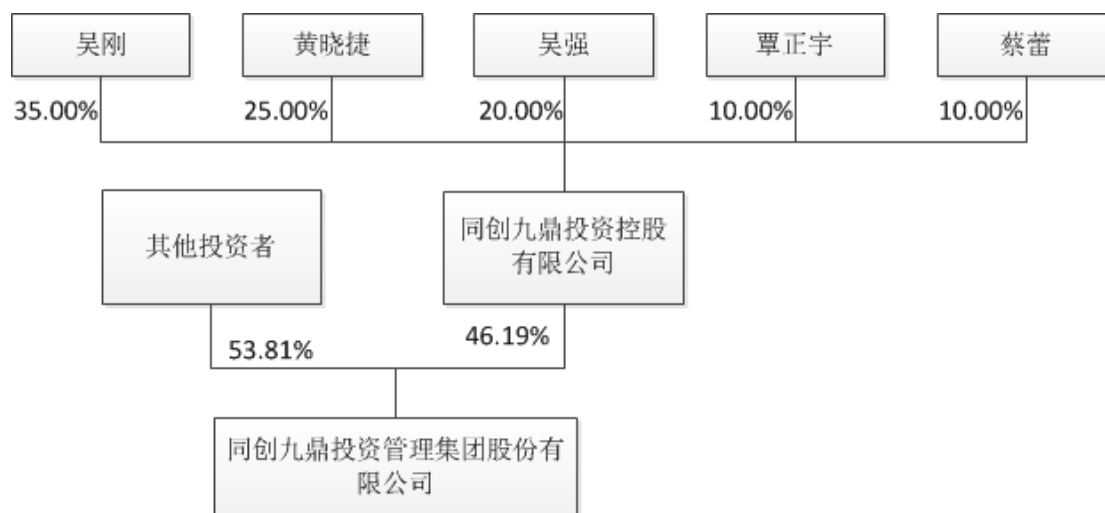 吴刚
黄晓捷
吴强
覃正宇
蔡蕾
35.00%
25.00%
20.00%
10.00%
10.00%
其他投资者
同创九鼎投资控股
有限公司
53.81%
46.19%
同创九鼎投资管理集团股份有
限公司